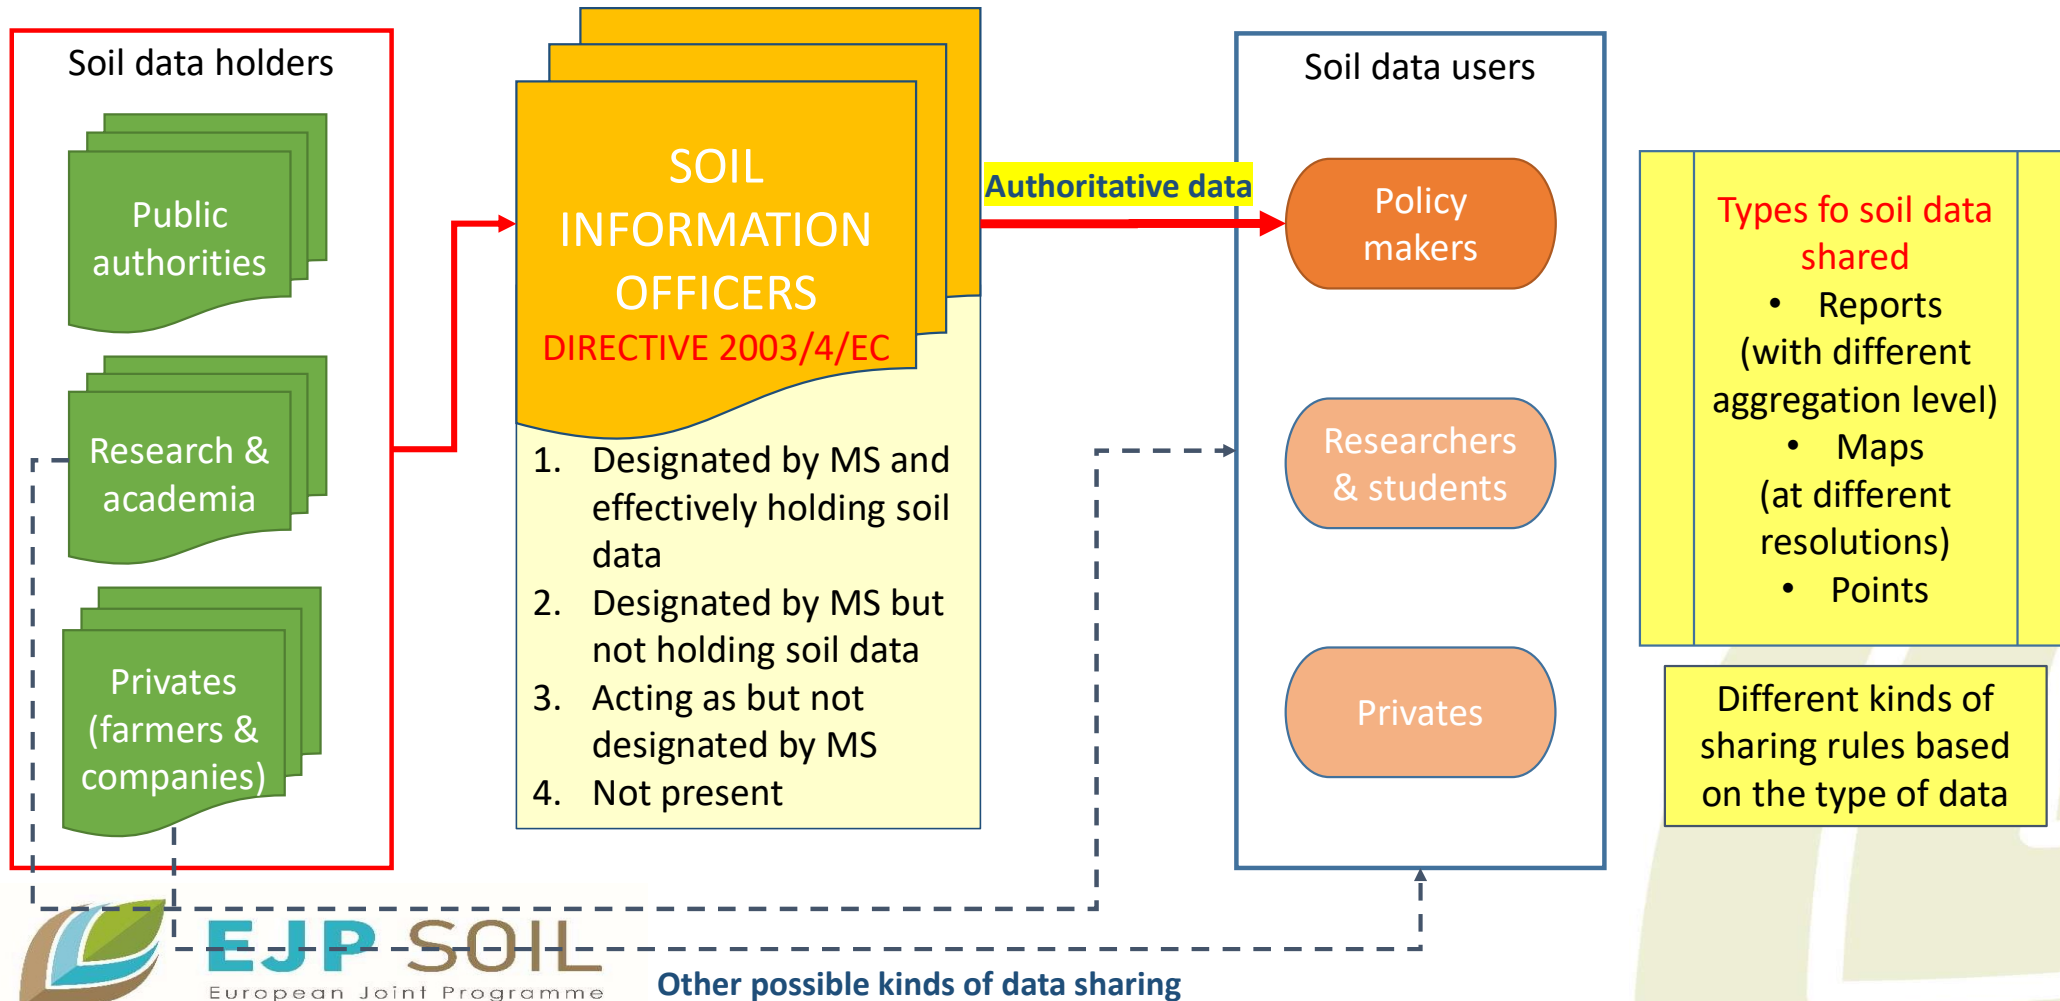 Soil data holders
Public
authorities
Research &
academia
Privates
(farmers &
companies)
SOIL
INFORMATION
OFFICERS
DIRECTIVE 2003/4/EC
1. Designated by MS and
effectively holding soil
data
2. Designated by MS but
not holding soil data
3. Acting as but not
designated by MS
4. Not present
Authoritative data
Soil data users
Policy
makers
Researchers
& students
Privates
Types fo soil data
shared
• Reports
(with different
aggregation level)
• Maps
(at different
resolutions)
• Points
Different kinds of
sharing rules based
on the type of data
EJP SOIL
European Joint Programme
Other possible kinds of data sharing